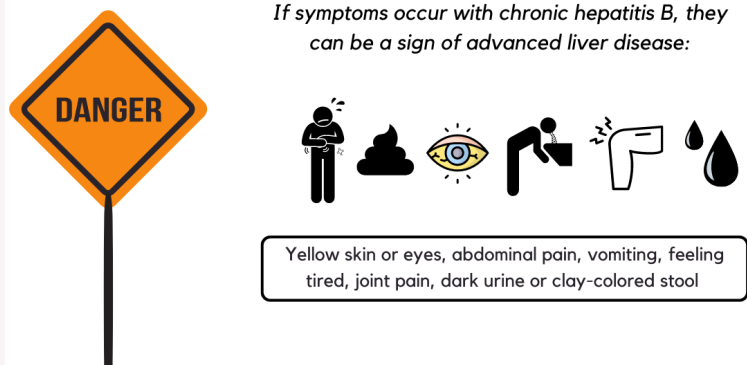 DANGER
If symptoms occur with chronic hepatitis B, they
can be a sign of advanced liver disease:
Yellow skin or eyes, abdominal pain, vomiting, feeling
tired, joint pain, dark urine or clay-colored stool